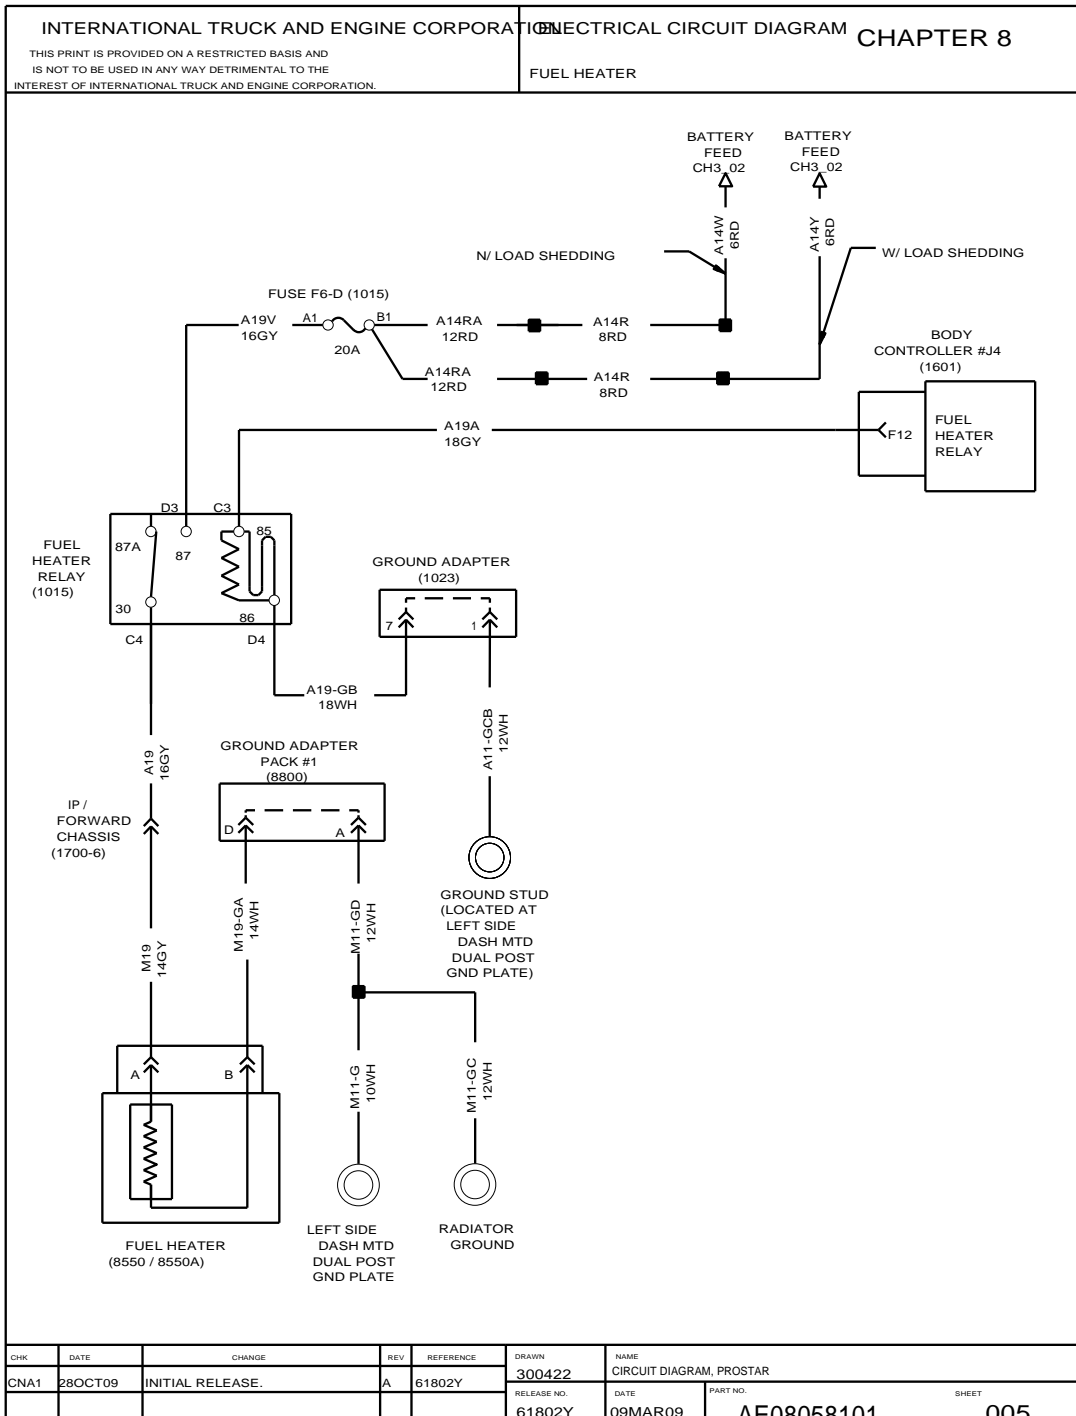 INTERNATIONAL TRUCK AND ENGINE CORPORATION
ELECTRICAL CIRCUIT DIAGRAM
CHAPTER 8
THIS PRINT IS PROVIDED ON A RESTRICTED BASIS AND
IS NOT TO BE USED IN ANY WAY DETRIMENTAL TO THE
INTEREST OF INTERNATIONAL TRUCK AND ENGINE CORPORATION.
FUEL HEATER
BATTERY
FEED
CH3_02
BATTERY
FEED
CH3_02
A14W
6RD
A14Y
6RD
N/ LOAD SHEDDING
W/ LOAD SHEDDING
FUSE F6-D (1015)
A19V
16GY
A1
B1
20A
A14RA
12RD
A14R
8RD
A14RA
12RD
A14R
8RD
BODY
CONTROLLER #J4
(1601)
A19A
18GY
F12
FUEL
HEATER
RELAY
D3
C3
FUEL
HEATER
RELAY
(1015)
87A
87
85
30
86
C4
D4
GROUND ADAPTER
(1023)
7
1
A19-GB
18WH
A11-GCB
12WH
A19
16GY
GROUND ADAPTER
PACK #1
(8800)
D
A
IP /
FORWARD
CHASSIS
(1700-6)
GROUND STUD
(LOCATED AT
LEFT SIDE
DASH MTD
DUAL POST
GND PLATE)
M19
14GY
M19-GA
14WH
M11-GD
12WH
A
B
M11-G
10WH
M11-GC
12WH
FUEL HEATER
(8550 / 8550A)
LEFT SIDE
DASH MTD
DUAL POST
GND PLATE
RADIATOR
GROUND
CHK
DATE
CHANGE
REV
REFERENCE
DRAWN
NAME
CNA1
28OCT09
INITIAL RELEASE.
A
61802Y
300422
CIRCUIT DIAGRAM, PROSTAR
RELEASE NO.
DATE
PART NO.
SHEET
61802Y
09MAR09
AE08058101
005